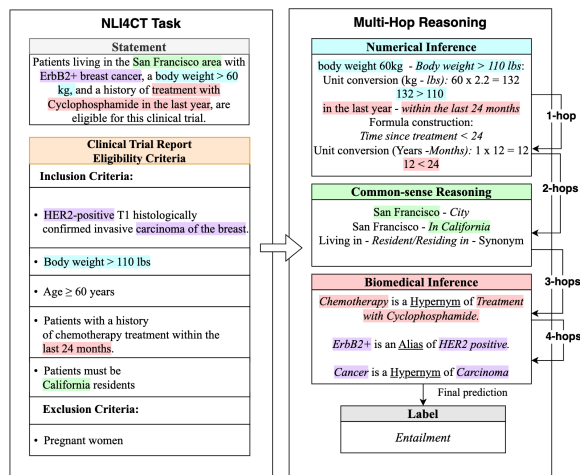 NLI4CT Task
Statement
Patients living in the San Francisco area with
ErbB2+ breast cancer, a body weight > 60
kg, and a history of treatment with
Cyclophosphamide in the last year, are
eligible for this clinical trial.
Clinical Trial Report
Eligibility Criteria
Inclusion Criteria:
• HER2-positive T1 histologically
confirmed invasive carcinoma of the breast.
• Body weight > 110 lbs
• Age ≥ 60 years
• Patients with a history
of chemotherapy treatment within the
last 24 months.
• Patients must be
California residents
Exclusion Criteria:
• Pregnant women
Multi-Hop Reasoning
Numerical Inference
body weight 60kg - Body weight > 110 lbs:
Unit conversion (kg - lbs): 60 x 2.2 = 132
132 > 110
in the last year - within the last 24 months
Formula construction:
Time since treatment < 24
Unit conversion (Years -Months): 1 x 12 = 12
12 < 24
1-hop
2-hops
Common-sense Reasoning
San Francisco - City
San Francisco - In California
Living in - Resident/Residing in - Synonym
3-hops
Biomedical Inference
Chemotherapy is a Hypernym of Treatment
with Cyclophosphamide.
ErbB2+ is an Alias of HER2 positive.
Cancer is a Hypernym of Carcinoma
4-hops
Final prediction
Label
Entailment